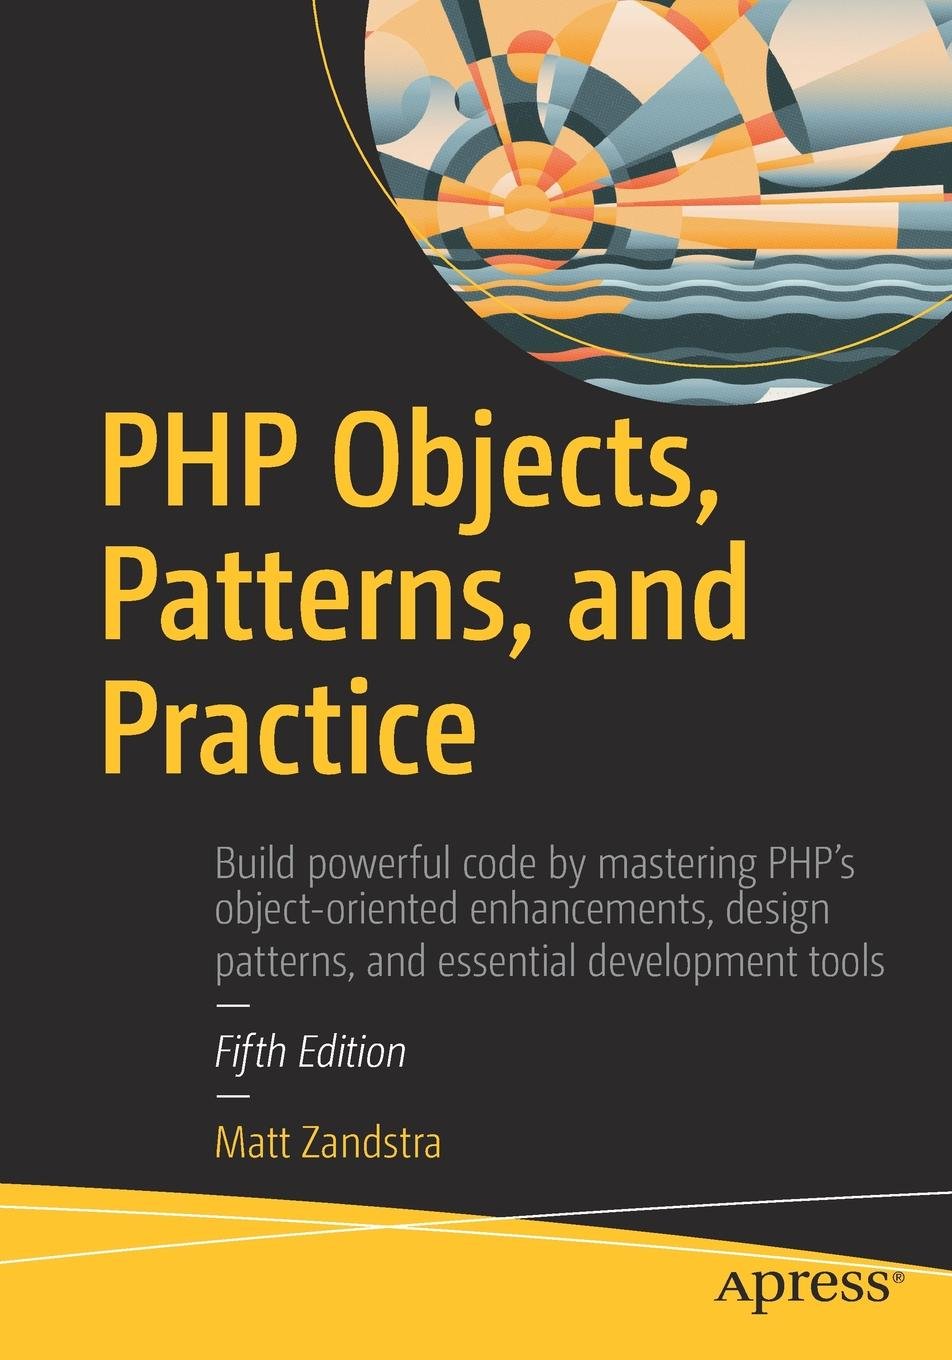 PHP Objects,
Patterns, and
Practice
Build powerful code by mastering PHP’s
object-oriented enhancements, design
patterns, and essential development tools
—
Fifth Edition
—
Matt Zandstra
Apress®